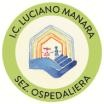 I.C. LUCIANO MANARA
SEZ. OSPEDALIERA